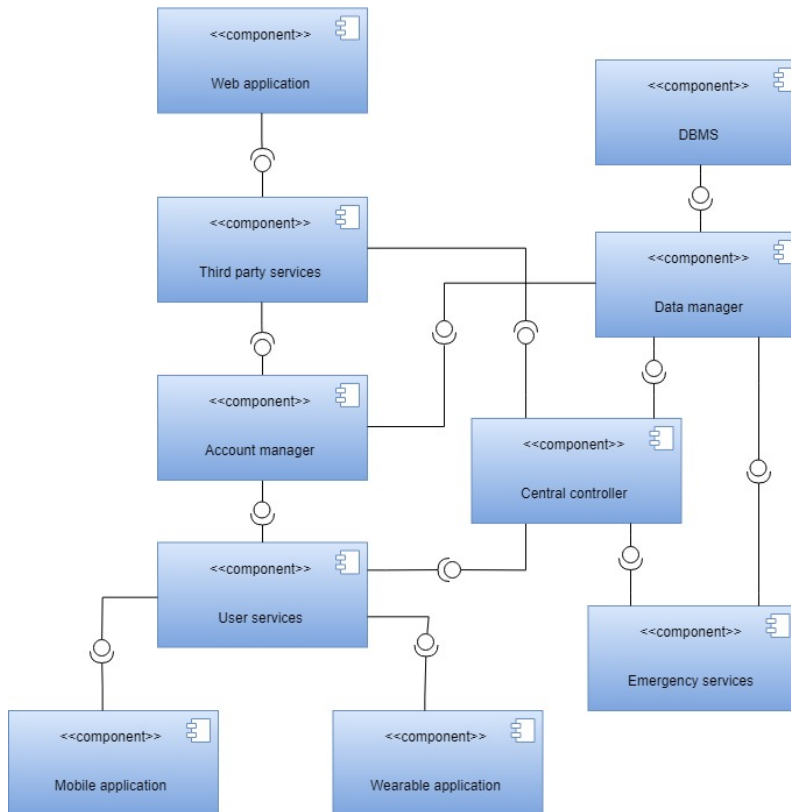 <<component>>
Web application
<<component>>
DBMS
<<component>>
Third party services
<<component>>
Data manager
<<component>>
Account manager
<<component>>
Central controller
<<component>>
User services
<<component>>
Emergency services
<<component>>
Mobile application
<<component>>
Wearable application